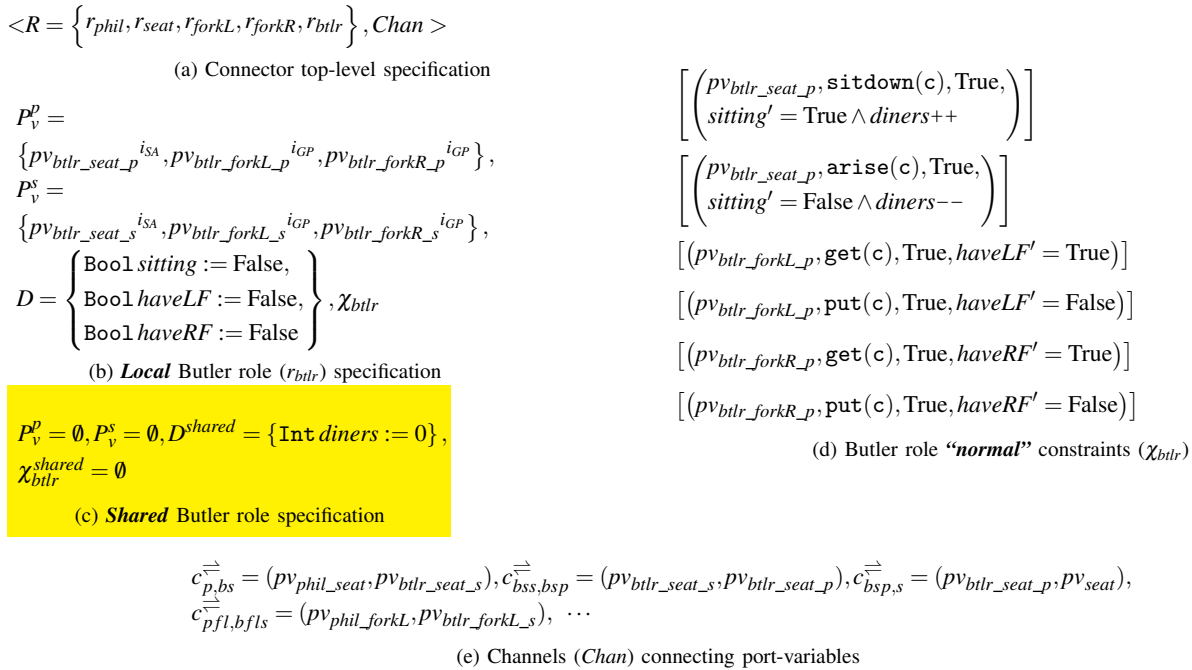 <R = {r_phil, r_seat, r_forkL, r_forkR, r_btlr}, Chan >
(a) Connector top-level specification
P_v^p =
{pv_btlr_seat_p^i_SA, pv_btlr_forkL_p^i_GP, pv_btlr_forkR_p^i_GP},
P_v^s =
{pv_btlr_seat_s^i_SA, pv_btlr_forkL_s^i_GP, pv_btlr_forkR_s^i_GP},
D = {Bool sitting := False,
Bool haveLF := False,
Bool haveRF := False}, χ_btlr
(b) Local Butler role (r_btlr) specification
P_v^p = ∅, P_v^s = ∅, D^shared = {Int diners := 0},
χ_btlr^shared = ∅
(c) Shared Butler role specification
[(pv_btlr_seat_p, sitdown(c), True,
sitting′ = True ∧ diners++)]
[(pv_btlr_seat_p, arise(c), True,
sitting′ = False ∧ diners−−)]
[(pv_btlr_forkL_p, get(c), True, haveLF′ = True)]
[(pv_btlr_forkL_p, put(c), True, haveLF′ = False)]
[(pv_btlr_forkR_p, get(c), True, haveRF′ = True)]
[(pv_btlr_forkR_p, put(c), True, haveRF′ = False)]
(d) Butler role “normal” constraints (χ_btlr)
c_p,bs^⇌ = (pv_phil_seat, pv_btlr_seat_s), c_bss,bsp^⇌ = (pv_btlr_seat_s, pv_btlr_seat_p), c_bsp,s^⇌ = (pv_btlr_seat_p, pv_seat),
c_pfl,bfls^⇌ = (pv_phil_forkL, pv_btlr_forkL_s), ⋯
(e) Channels (Chan) connecting port-variables